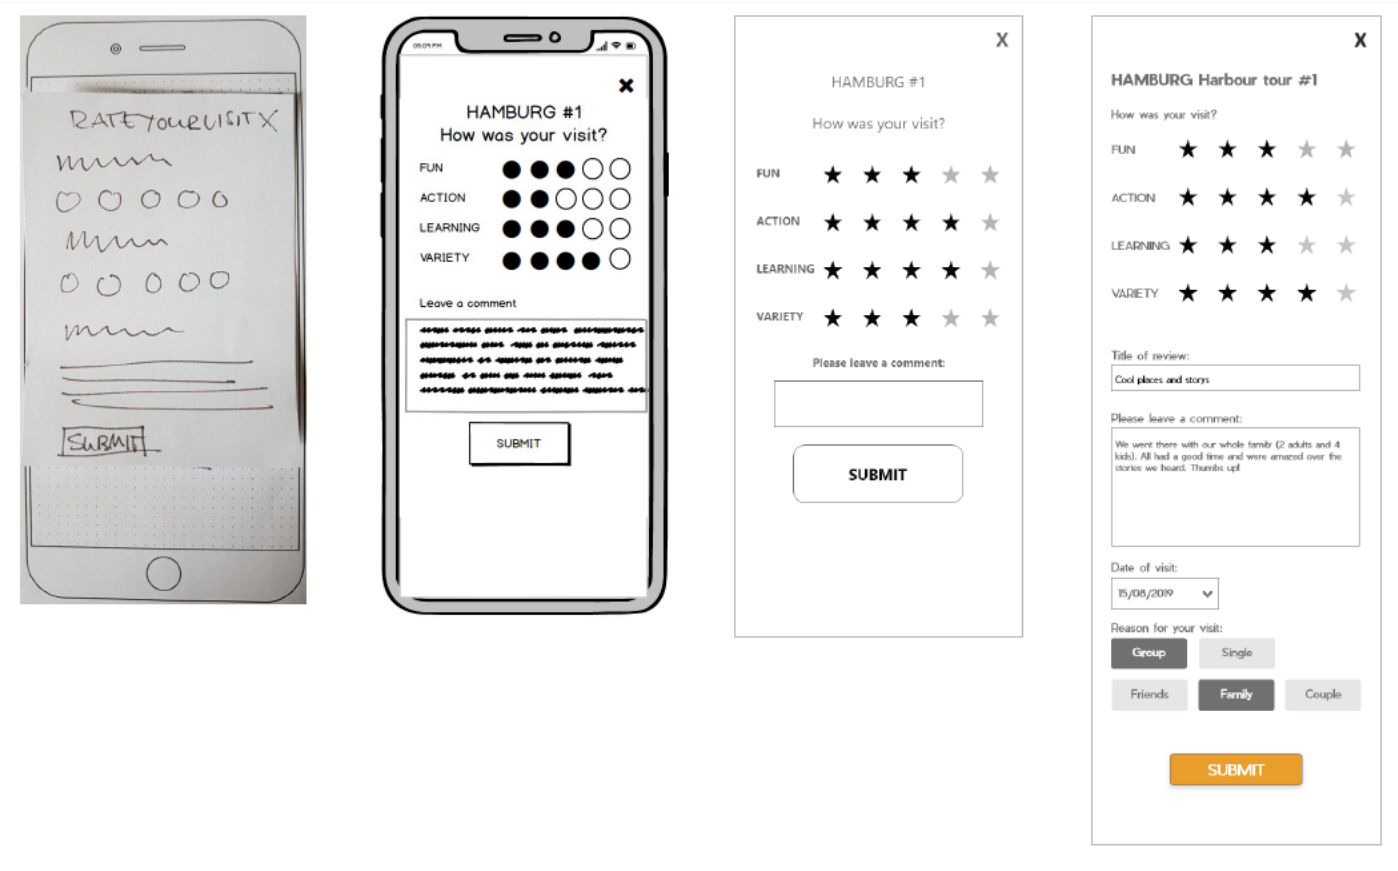 RATE YOUR VISIT X
SUBMIT
05:09 PM
HAMBURG #1
How was your visit?
FUN
ACTION
LEARNING
VARIETY
Leave a comment
SUBMIT
X
HAMBURG #1
How was your visit?
FUN
ACTION
LEARNING
VARIETY
Please leave a comment:
SUBMIT
X
HAMBURG Harbour tour #1
How was your visit?
FUN
ACTION
LEARNING
VARIETY
Title of review:
Cool places and storys
Please leave a comment:
We went there with our whole family (2 adults and 4
kids). All had a good time and were amazed over the
stories we heard. Thumbs up!
Date of visit:
15/08/2019
Reason for your visit:
Group Single
Friends Family Couple
SUBMIT